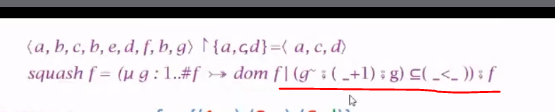 ⟨a, b, c, b, e, d, f, b, g⟩ ↾ {a,c,d}=⟨ a, c, d⟩
squash f = (μ g : 1..#f ⤖ dom f | (g~ ⨾ ( _+1) ⨾ g) ⊆( _<_ )) ⨾ f